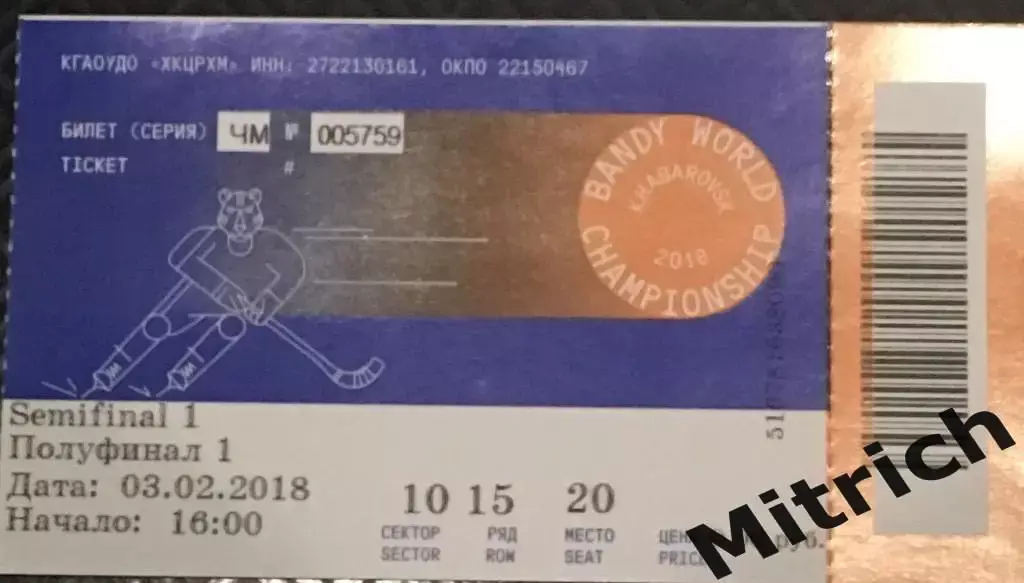 КГАОУДО «ХКЦРХМ» ИНН: 2722130161, ОКПО 22150467
БИЛЕТ (СЕРИЯ) ЧМ № 005759
TICKET #
BANDY WORLD
KHABAROVSK
2018
CHAMPIONSHIP
Semifinal 1
Полуфинал 1
Дата: 03.02.2018
Начало: 16:00
10 15 20
СЕКТОР РЯД МЕСТО
SECTOR ROW SEAT
руб.
Mitrich